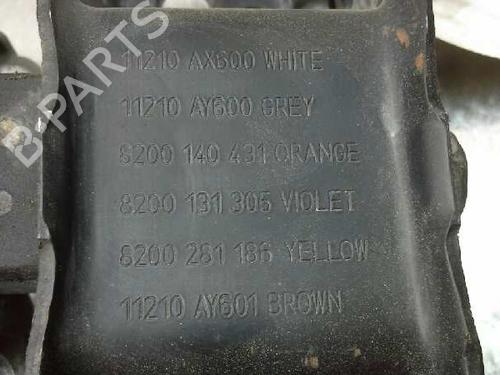 B-PARTS
11210 AX600 WHITE
11210 AY600 GREY
8200 140 431 ORANGE
8200 131 305 VIOLET
8200 281 186 YELLOW
11210 AY601 BROWN